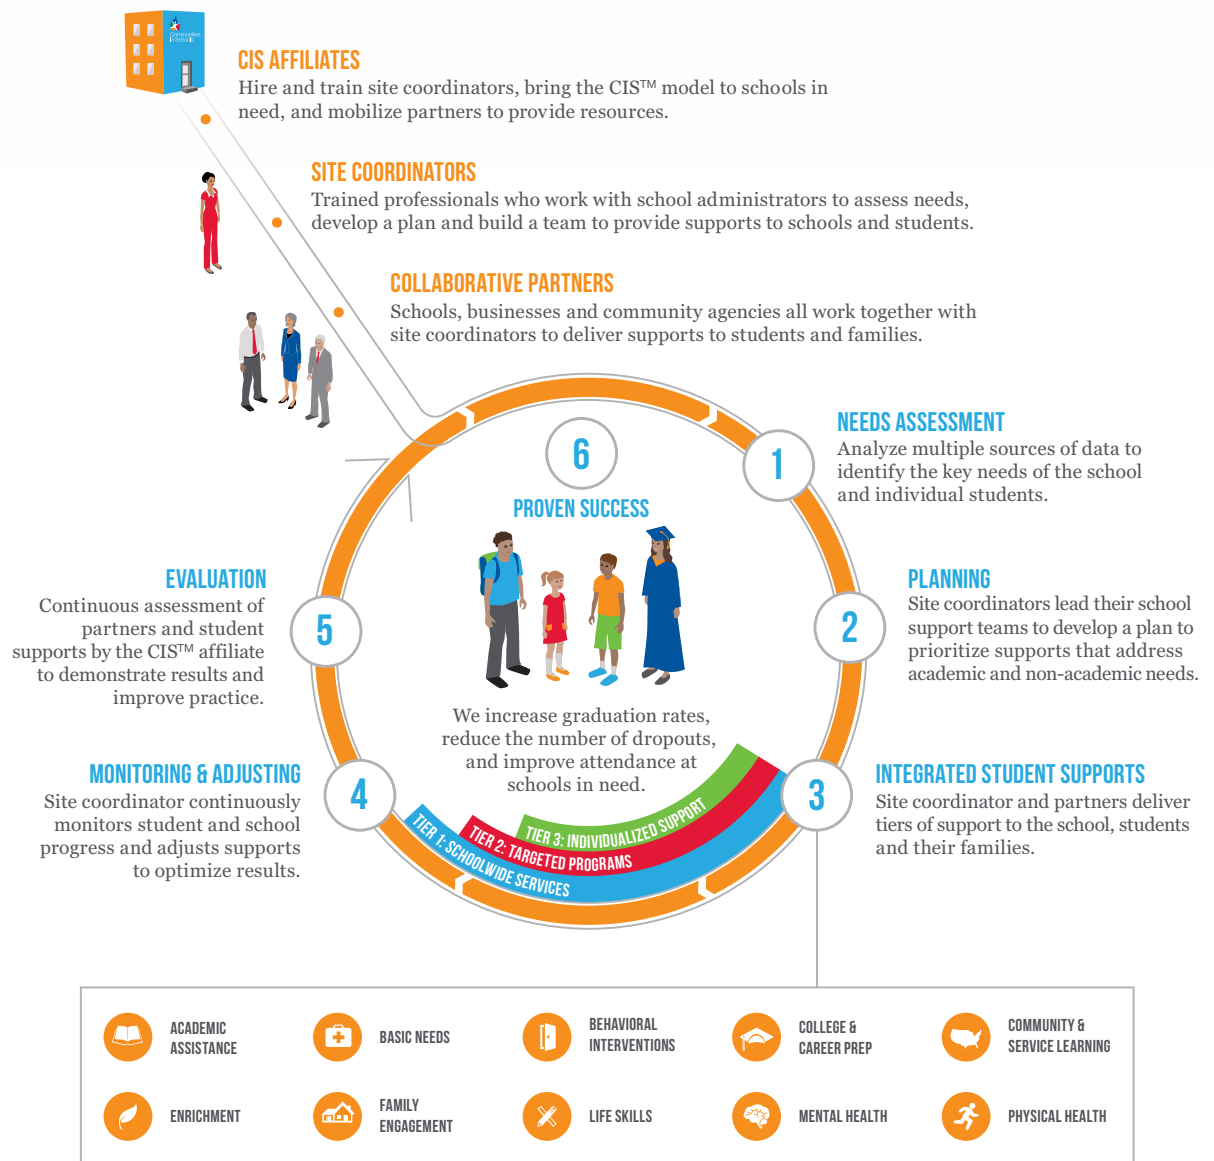 Communities
In Schools
CIS AFFILIATES
Hire and train site coordinators, bring the CIS™ model to schools in
need, and mobilize partners to provide resources.
SITE COORDINATORS
Trained professionals who work with school administrators to assess needs,
develop a plan and build a team to provide supports to schools and students.
COLLABORATIVE PARTNERS
Schools, businesses and community agencies all work together with
site coordinators to deliver supports to students and families.
1
NEEDS ASSESSMENT
Analyze multiple sources of data to
identify the key needs of the school
and individual students.
2
PLANNING
Site coordinators lead their school
support teams to develop a plan to
prioritize supports that address
academic and non-academic needs.
3
INTEGRATED STUDENT SUPPORTS
Site coordinator and partners deliver
tiers of support to the school, students
and their families.
TIER 1: SCHOOLWIDE SERVICES
TIER 2: TARGETED PROGRAMS
TIER 3: INDIVIDUALIZED SUPPORT
4
MONITORING & ADJUSTING
Site coordinator continuously
monitors student and school
progress and adjusts supports
to optimize results.
5
EVALUATION
Continuous assessment of
partners and student
supports by the CIS™ affiliate
to demonstrate results and
improve practice.
6
PROVEN SUCCESS
We increase graduation rates,
reduce the number of dropouts,
and improve attendance at
schools in need.
ACADEMIC
ASSISTANCE
BASIC NEEDS
BEHAVIORAL
INTERVENTIONS
COLLEGE &
CAREER PREP
COMMUNITY &
SERVICE LEARNING
ENRICHMENT
FAMILY
ENGAGEMENT
LIFE SKILLS
MENTAL HEALTH
PHYSICAL HEALTH